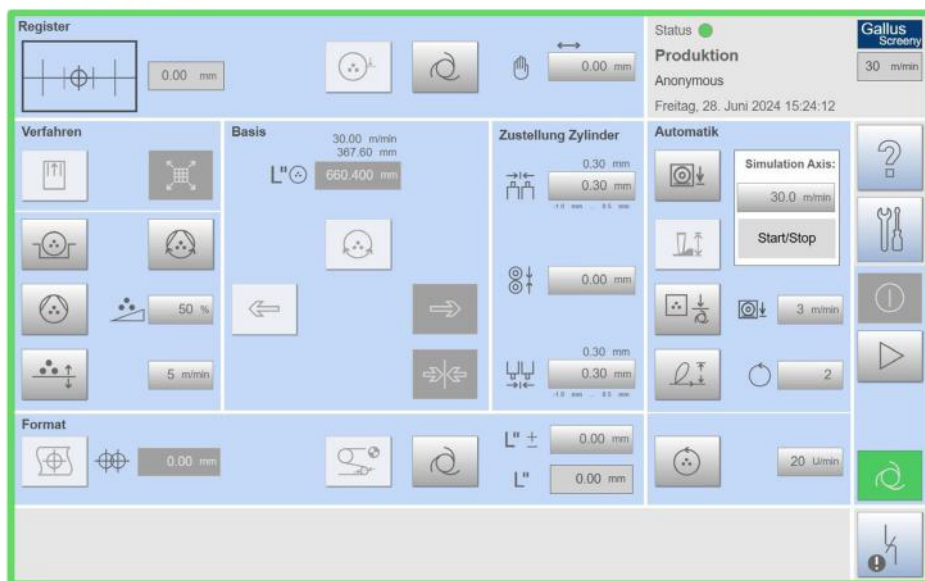 Register
0.00 mm
0.00 mm
Status
Produktion
Anonymous
Freitag, 28. Juni 2024 15:24:12
Gallus
Screeny
30 m/min
Verfahren
50 %
5 m/min
Basis
30.00 m/min
367.60 mm
L"
660.400 mm
Zustellung Zylinder
0.30 mm
0.30 mm
0.00 mm
0.30 mm
0.30 mm
Automatik
Simulation Axis:
30.0 m/min
Start/Stop
3 m/min
2
Format
0.00 mm
L" ±
0.00 mm
L"
0.00 mm
20 U/min